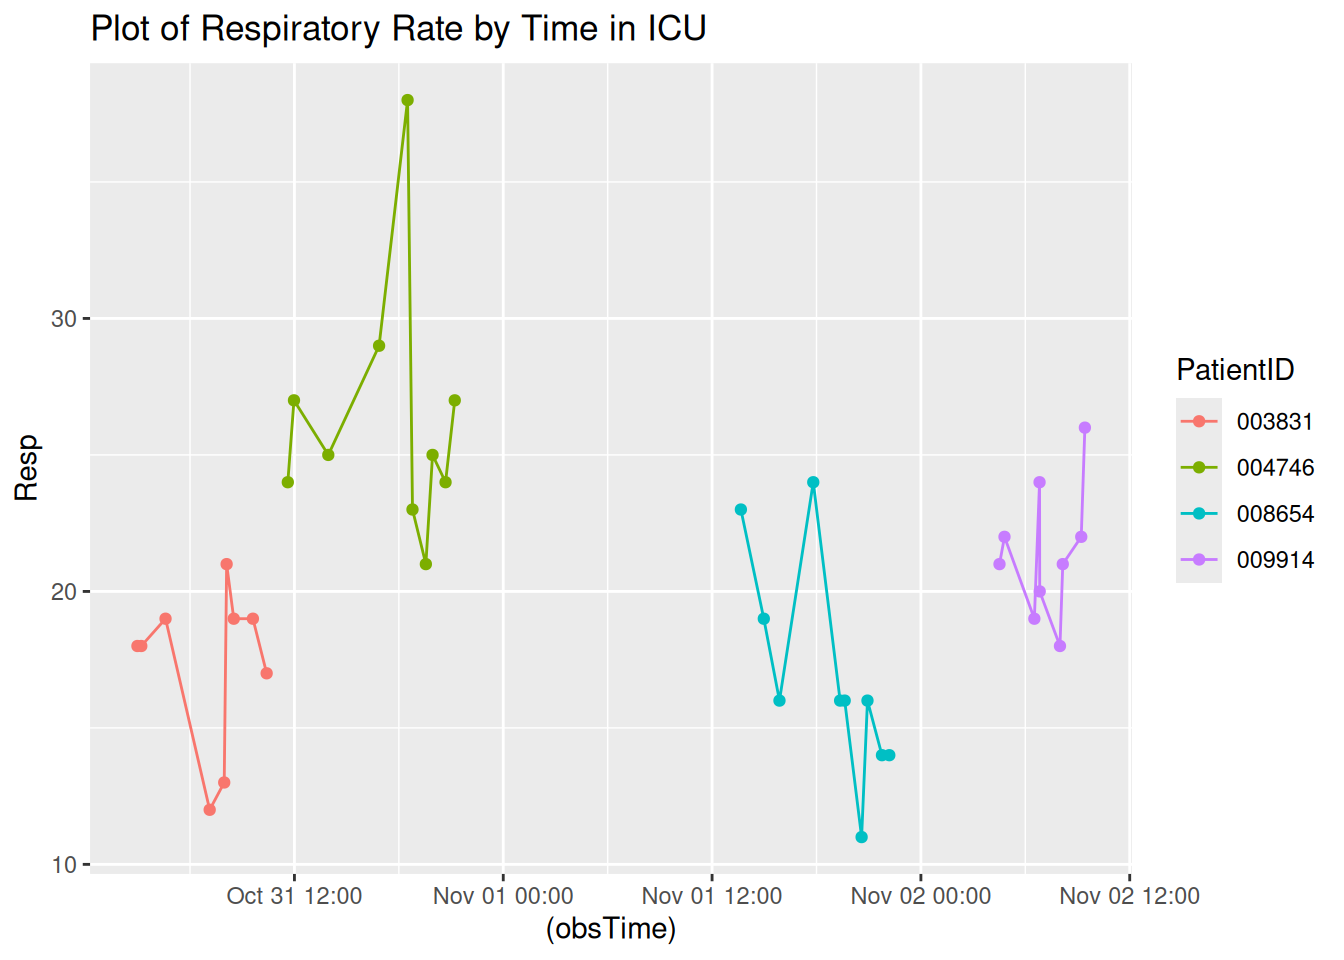 Plot of Respiratory Rate by Time in ICU
Resp
30
20
10
Oct 31 12:00
Nov 01 00:00
Nov 01 12:00
Nov 02 00:00
Nov 02 12:00
(obsTime)
PatientID
003831
004746
008654
009914